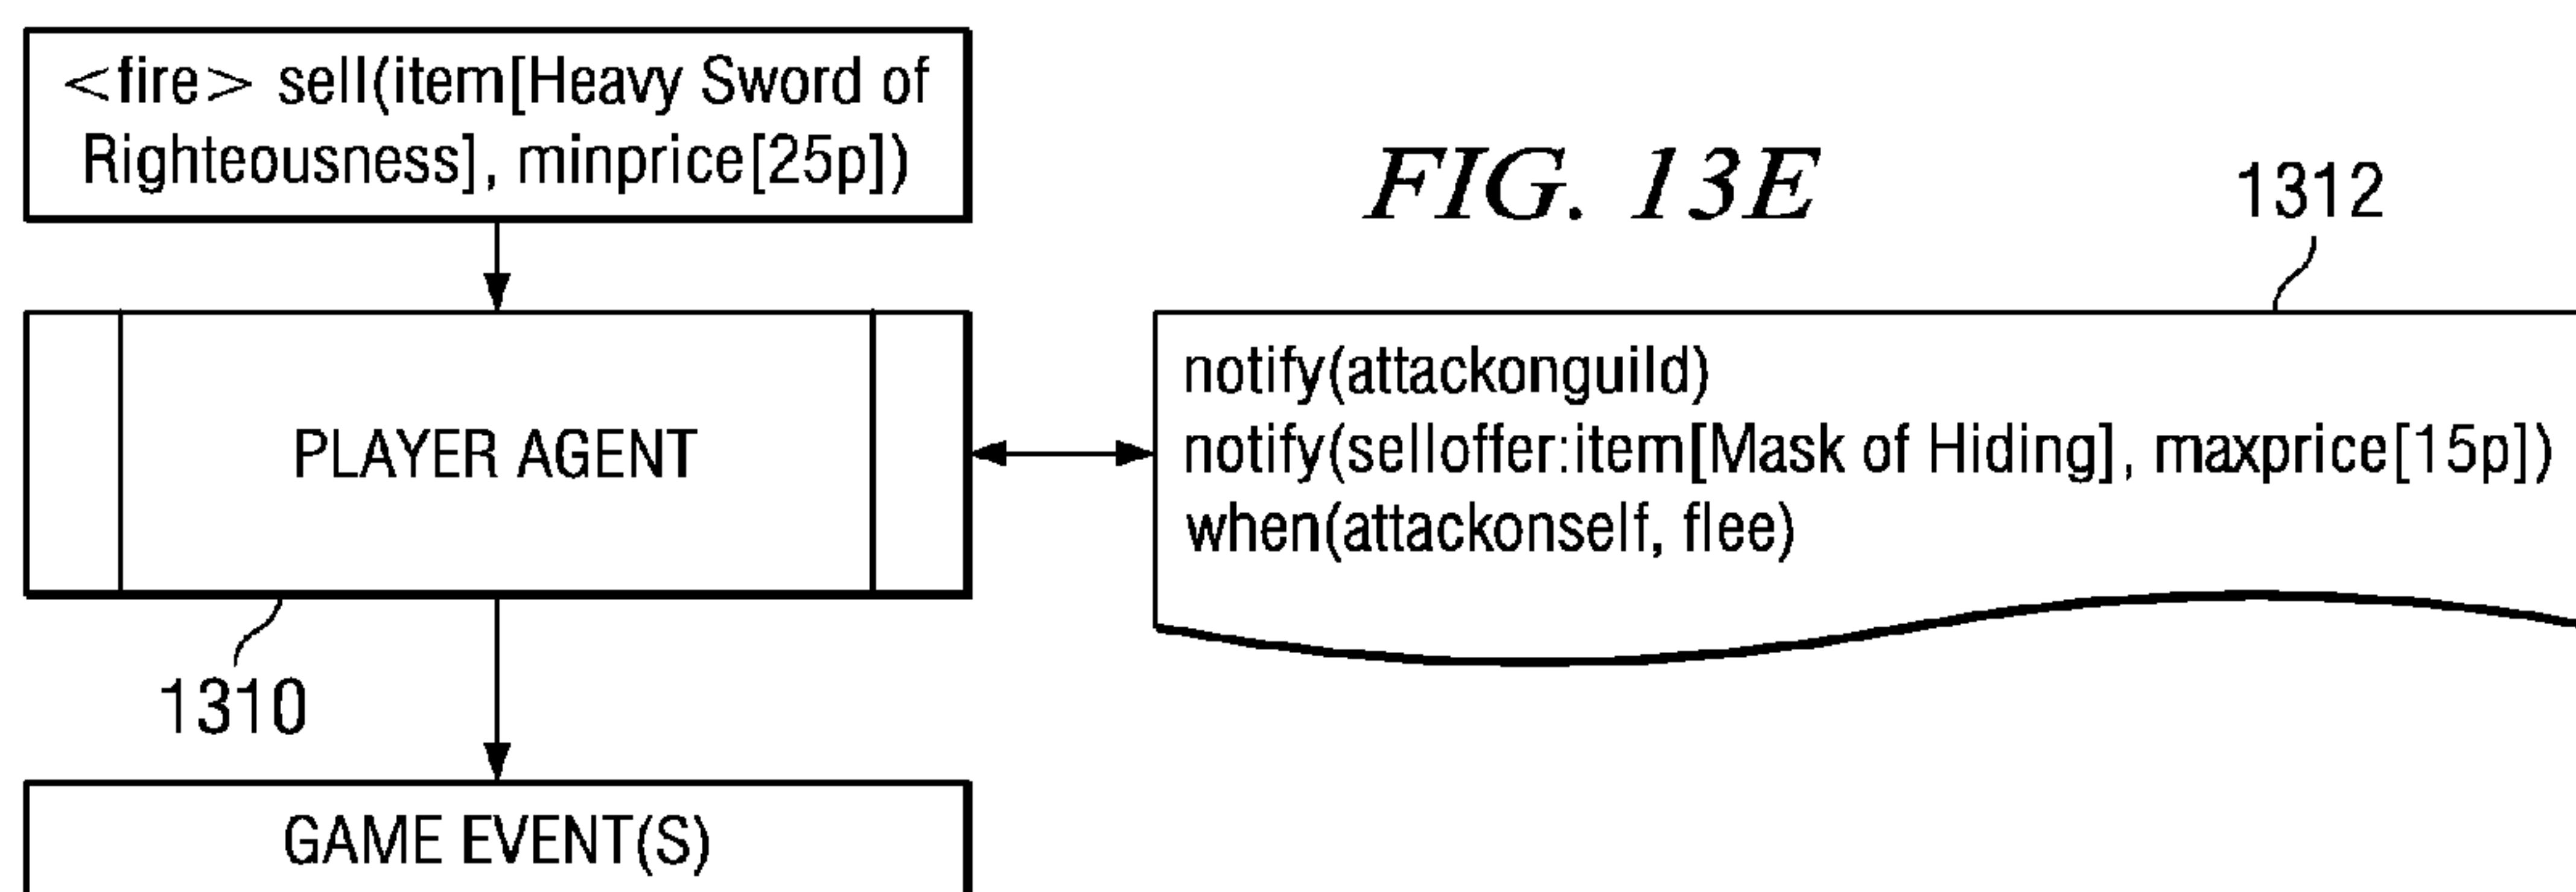 <fire> sell(item[Heavy Sword of
Righteousness], minprice[25p])
FIG. 13E
1312
PLAYER AGENT
notify(attackonguild)
notify(selloffer:item[Mask of Hiding], maxprice[15p])
when(attackonself, flee)
1310
GAME EVENT(S)